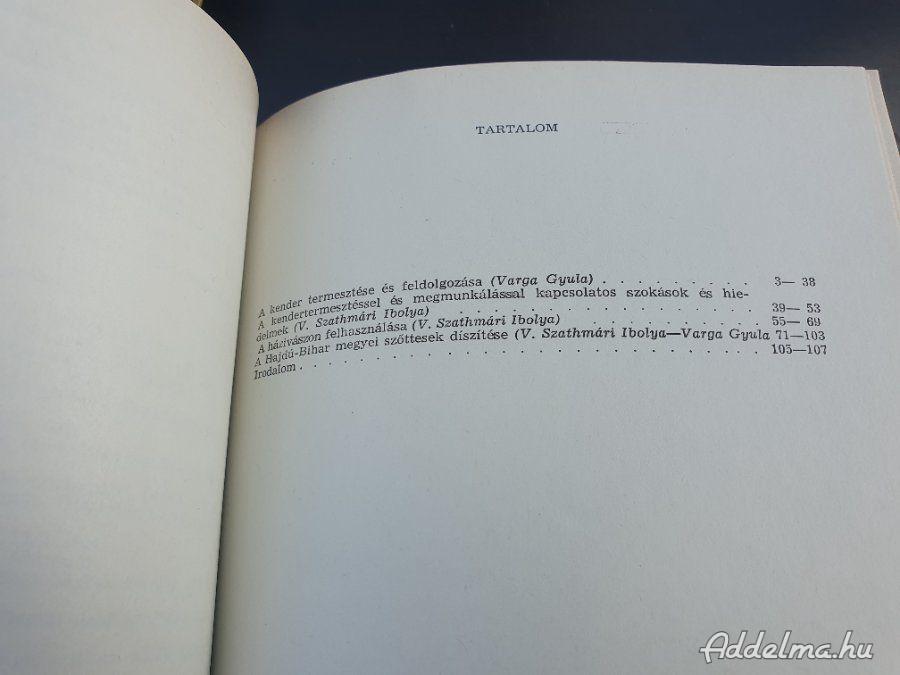 TARTALOM
A kender termesztése és feldolgozása (Varga Gyula) . . . . . . . . . 3— 38
A kendertermesztéssel és megmunkálással kapcsolatos szokások és hie-
delmek (V. Szathmári Ibolya) . . . . . . . . . . . . . . . . 39— 53
A házivászon felhasználása (V. Szathmári Ibolya) . . . . . . . . . . 55— 69
A Hajdú-Bihar megyei szőttesek díszítése (V. Szathmári Ibolya—Varga Gyula 71—103
Irodalom . . . . . . . . . . . . . . . . . . . . . . . . . 105—107
Addelma.hu